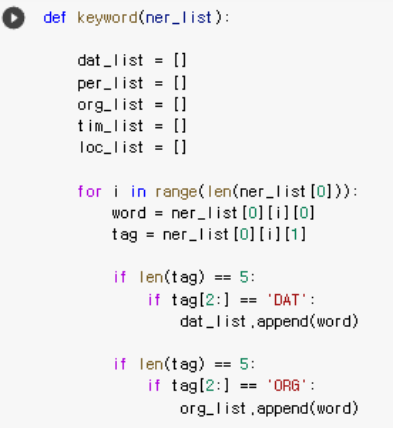 def keyword(ner_list):
    dat_list = []
    per_list = []
    org_list = []
    tim_list = []
    loc_list = []
    for i in range(len(ner_list[0])):
        word = ner_list[0][i][0]
        tag = ner_list[0][i][1]
        if len(tag) == 5:
            if tag[2:] == 'DAT':
                dat_list.append(word)
        if len(tag) == 5:
            if tag[2:] == 'ORG':
                org_list.append(word)